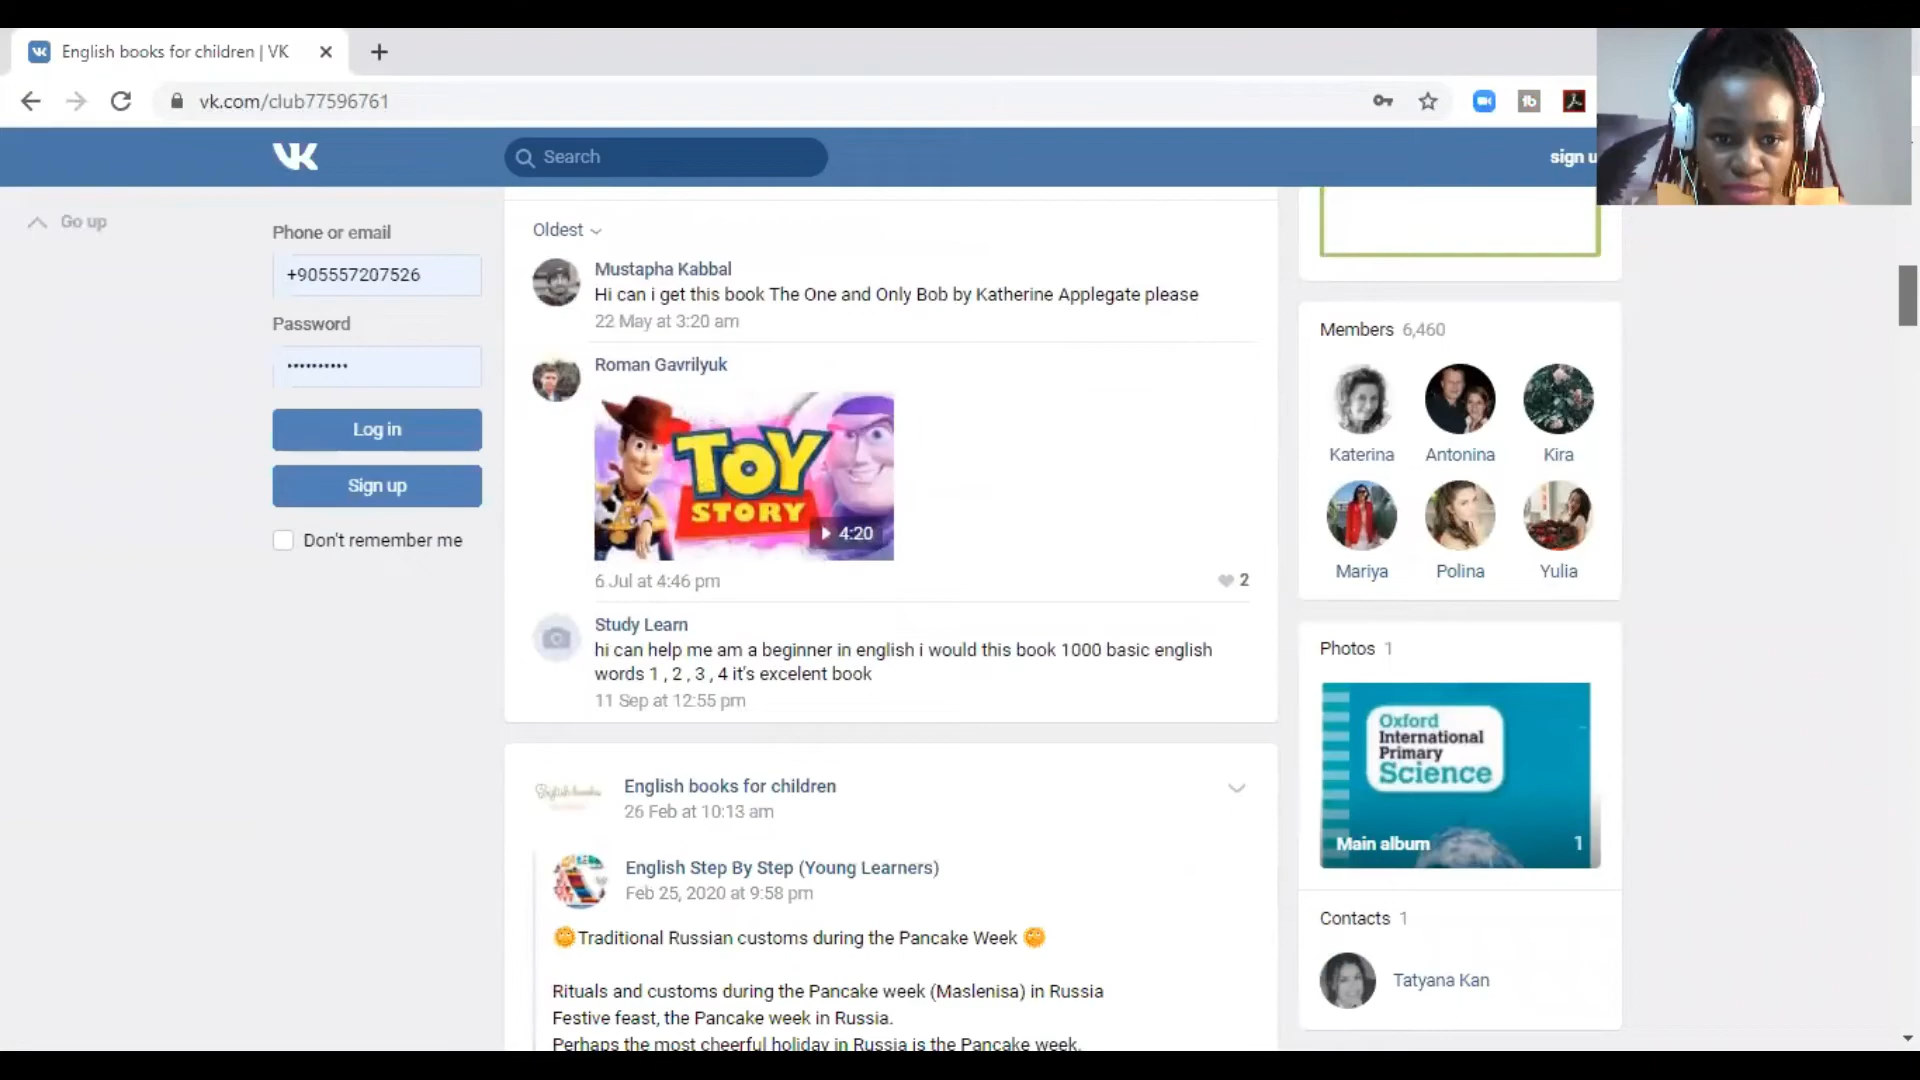 English books for children | VK
vk.com/club77596761
Search
sign u
Go up
Phone or email
+905557207526
Password
••••••••••
Log in
Sign up
Don't remember me
Oldest
Mustapha Kabbal
Hi can i get this book The One and Only Bob by Katherine Applegate please
22 May at 3:20 am
Roman Gavrilyuk
TOY
STORY
4:20
6 Jul at 4:46 pm
2
Study Learn
hi can help me am a beginner in english i would this book 1000 basic english
words 1 , 2 , 3 , 4 it's excelent book
11 Sep at 12:55 pm
English books for children
26 Feb at 10:13 am
English Step By Step (Young Learners)
Feb 25, 2020 at 9:58 pm
Traditional Russian customs during the Pancake Week
Rituals and customs during the Pancake week (Maslenisa) in Russia
Festive feast, the Pancake week in Russia.
Perhaps the most cheerful holiday in Russia is the Pancake week.
Members 6,460
Katerina
Antonina
Kira
Mariya
Polina
Yulia
Photos 1
Oxford
International
Primary
Science
Main album
1
Contacts 1
Tatyana Kan